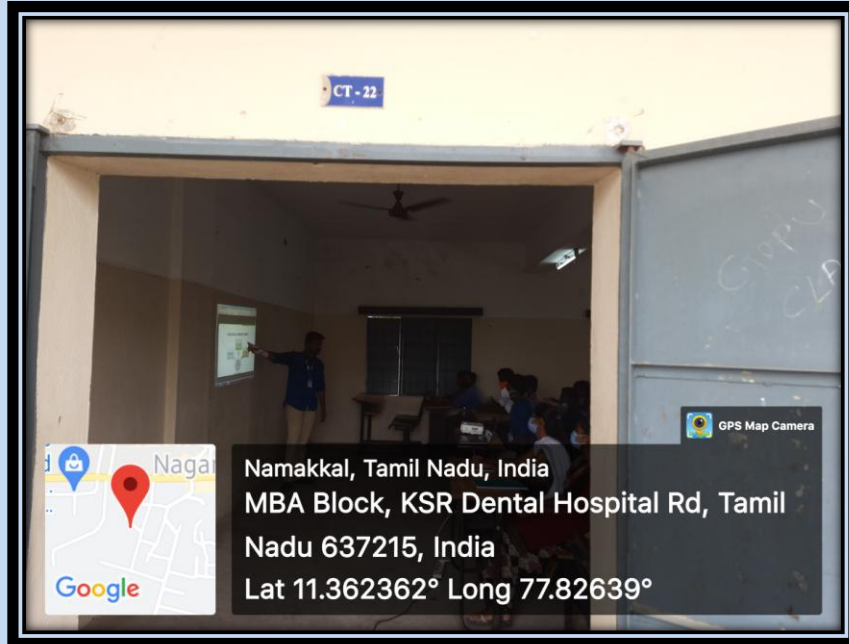 CT - 22
CLA
GPS Map Camera
Nagar
Google
Namakkal, Tamil Nadu, India
MBA Block, KSR Dental Hospital Rd, Tamil
Nadu 637215, India
Lat 11.362362° Long 77.82639°